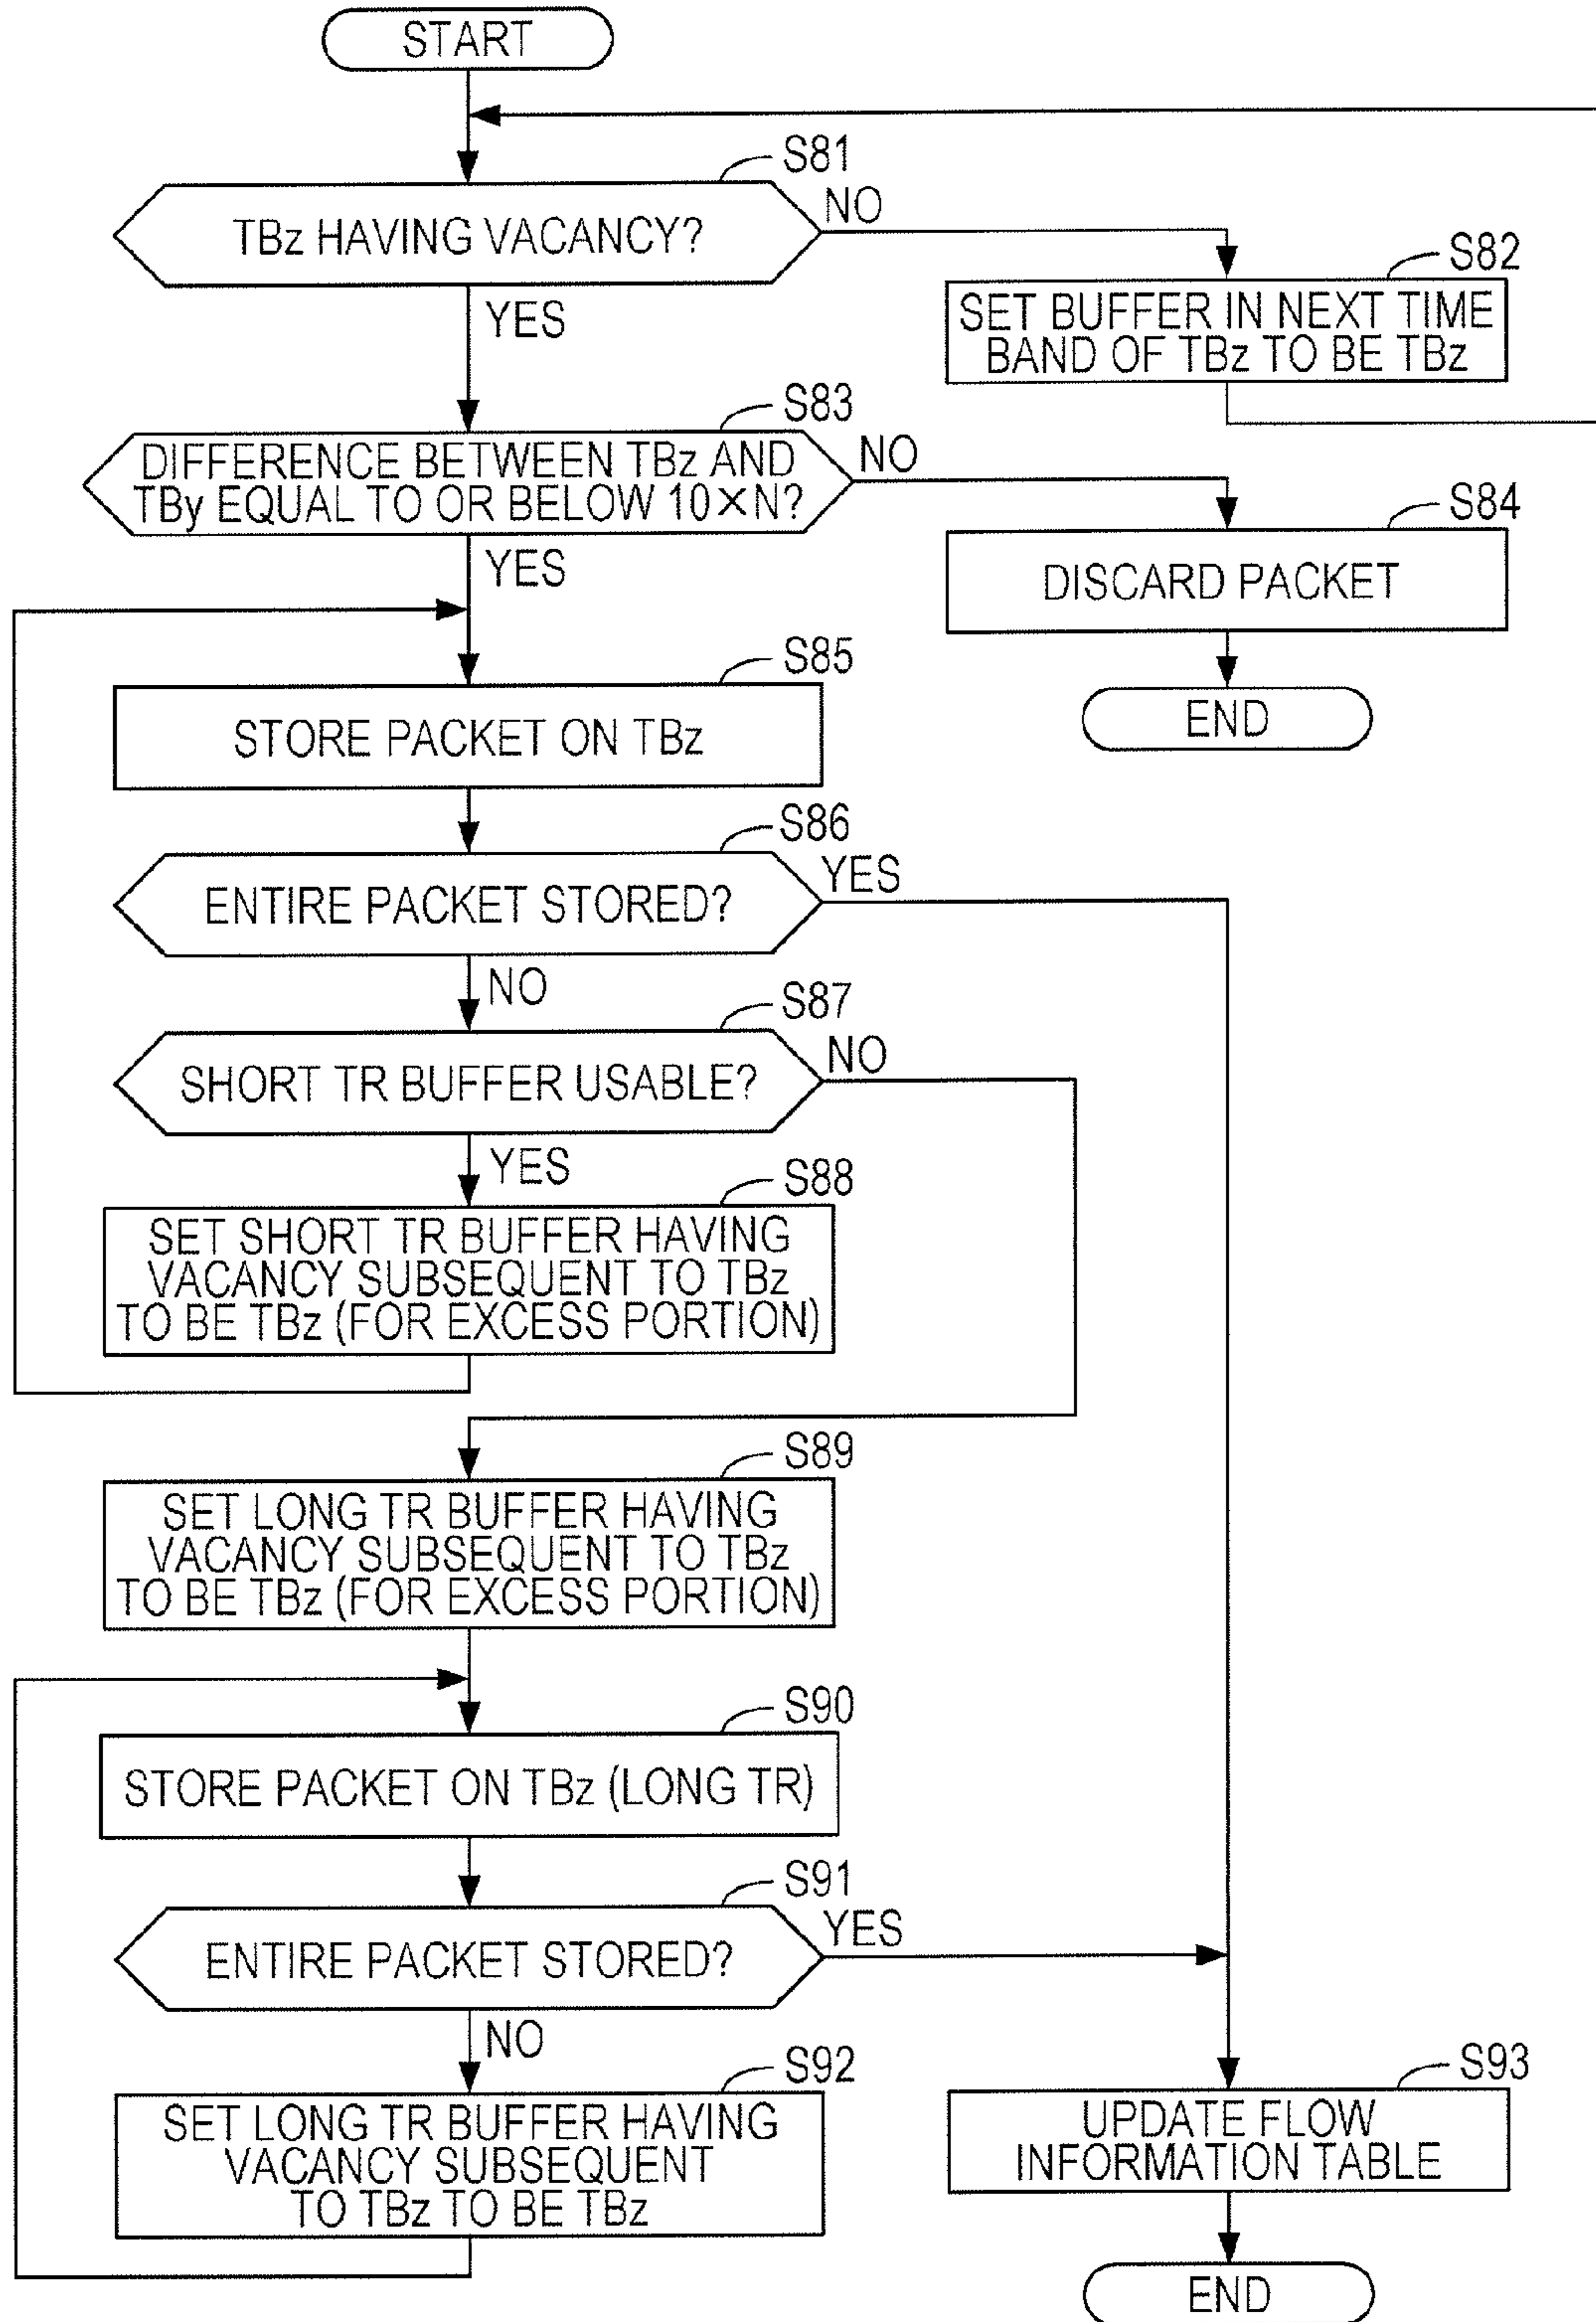 START
S81
TBz HAVING VACANCY?
NO
YES
S82
SET BUFFER IN NEXT TIME
BAND OF TBz TO BE TBz
S83
DIFFERENCE BETWEEN TBz AND
TBy EQUAL TO OR BELOW 10×N?
NO
YES
S84
DISCARD PACKET
END
S85
STORE PACKET ON TBz
S86
ENTIRE PACKET STORED?
YES
NO
S87
SHORT TR BUFFER USABLE?
NO
YES
S88
SET SHORT TR BUFFER HAVING
VACANCY SUBSEQUENT TO TBz
TO BE TBz (FOR EXCESS PORTION)
S89
SET LONG TR BUFFER HAVING
VACANCY SUBSEQUENT TO TBz
TO BE TBz (FOR EXCESS PORTION)
S90
STORE PACKET ON TBz (LONG TR)
S91
ENTIRE PACKET STORED?
YES
NO
S92
SET LONG TR BUFFER HAVING
VACANCY SUBSEQUENT
TO TBz TO BE TBz
S93
UPDATE FLOW
INFORMATION TABLE
END